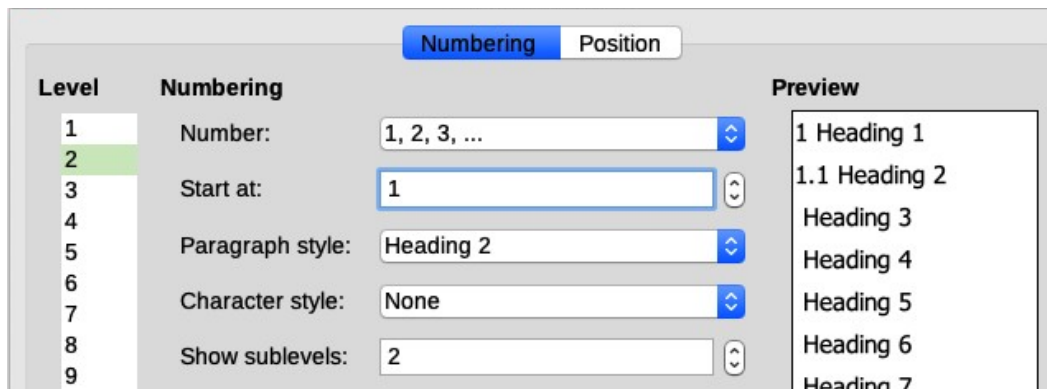 Numbering Position
Level Numbering Preview
1
2
3
4
5
6
7
8
9
Number: 1, 2, 3, ...
Start at: 1
Paragraph style: Heading 2
Character style: None
Show sublevels: 2
1 Heading 1
1.1 Heading 2
Heading 3
Heading 4
Heading 5
Heading 6
Heading 7